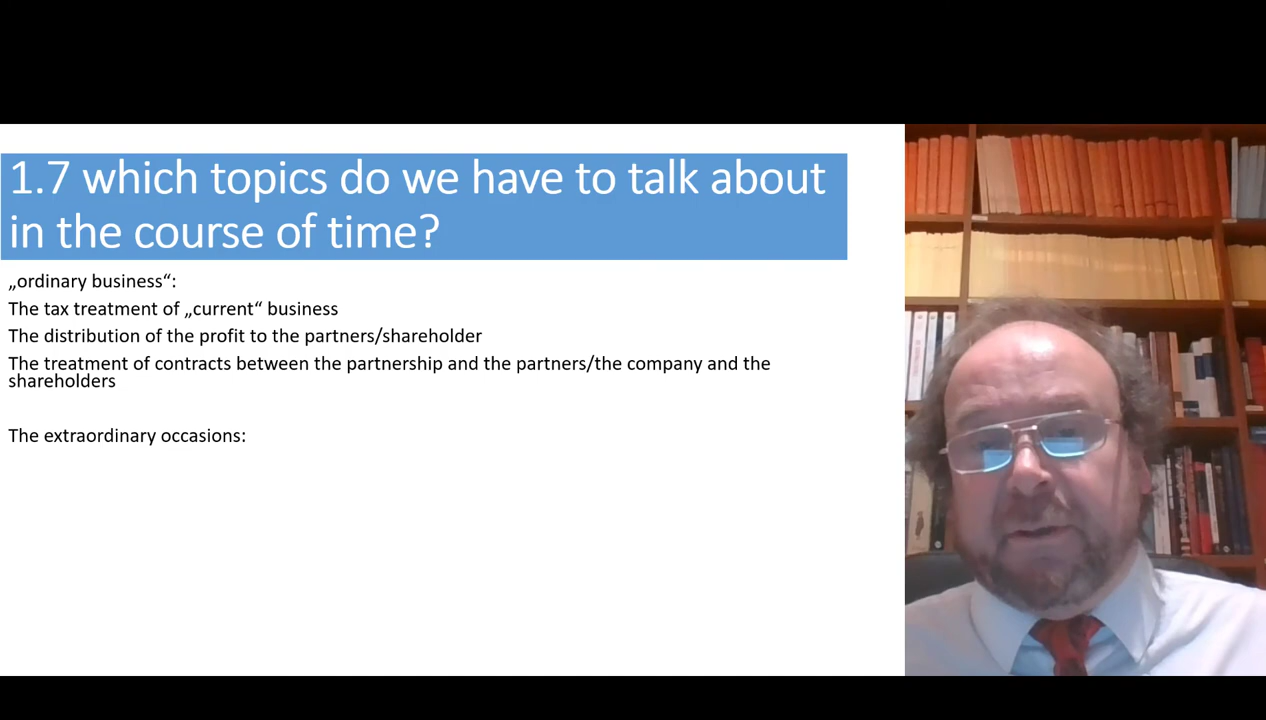 1.7 which topics do we have to talk about
in the course of time?
„ordinary business“:
The tax treatment of „current“ business
The distribution of the profit to the partners/shareholder
The treatment of contracts between the partnership and the partners/the company and the
shareholders
The extraordinary occasions: